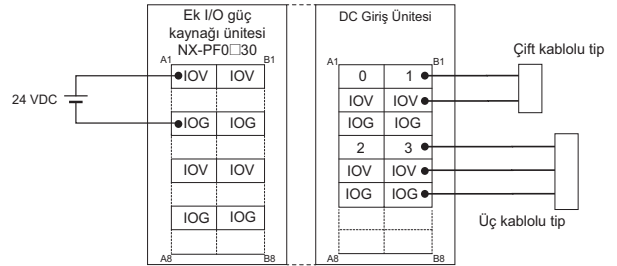 Ek I/O güç
kaynağı ünitesi
NX-PF0□30
A1 B1
IOV IOV
IOG IOG
IOV IOV
IOG IOG
A8 B8
24 VDC
DC Giriş Ünitesi
A1 B1
0 1
IOV IOV
IOG IOG
2 3
IOV IOV
IOG IOG
A8 B8
Çift kablolu tip
Üç kablolu tip